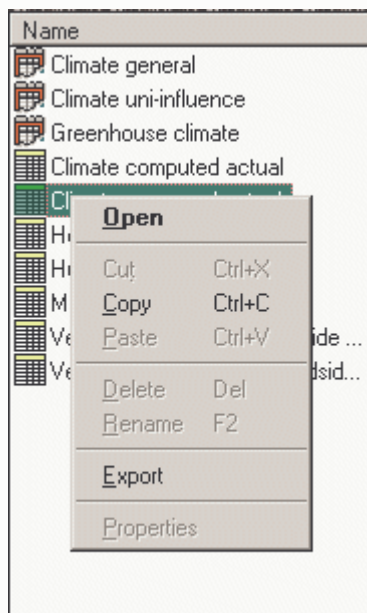 Name
Climate general
Climate uni-influence
Greenhouse climate
Climate computed actual
Open
Cut Ctrl+X
Copy Ctrl+C
Paste Ctrl+V
ide ...
Delete Del
Rename F2
Export
Properties